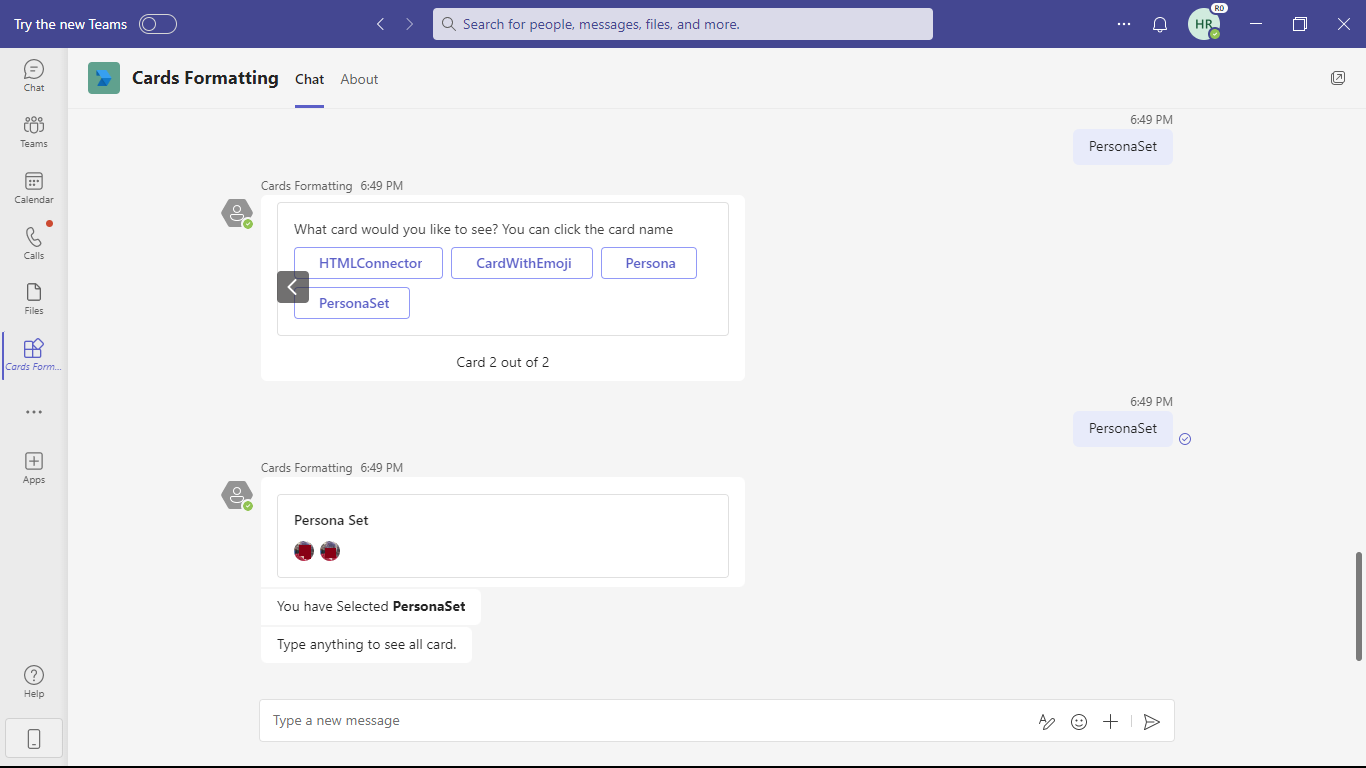 Try the new Teams
Search for people, messages, files, and more.
HR
RO
Chat
Teams
Calendar
Calls
Files
Cards Form...
Apps
Help
Cards Formatting
Chat
About
6:49 PM
PersonaSet
Cards Formatting 6:49 PM
What card would you like to see? You can click the card name
HTMLConnector
CardWithEmoji
Persona
PersonaSet
Card 2 out of 2
6:49 PM
PersonaSet
Cards Formatting 6:49 PM
Persona Set
You have Selected PersonaSet
Type anything to see all card.
Type a new message